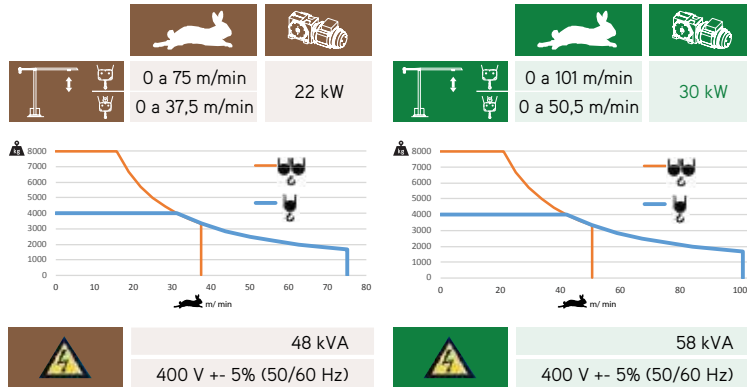 0 a 75 m/min
0 a 37,5 m/min
22 kW
0 a 101 m/min
0 a 50,5 m/min
30 kW
kg
8000
7000
6000
5000
4000
3000
2000
1000
0
0 10 20 30 40 50 60 70 80
m/ min
kg
8000
7000
6000
5000
4000
3000
2000
1000
0
0 20 40 60 80 100
m/ min
48 kVA
400 V +- 5% (50/60 Hz)
58 kVA
400 V +- 5% (50/60 Hz)